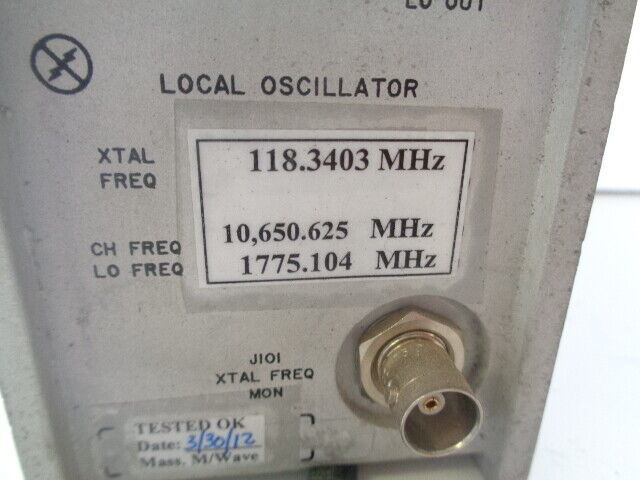 LO OUT
LOCAL OSCILLATOR
XTAL FREQ 118.3403 MHz
CH FREQ 10,650.625 MHz
LO FREQ 1775.104 MHz
J101
XTAL FREQ
MON
TESTED OK
Date: 3/30/12
Mass. M/Wave